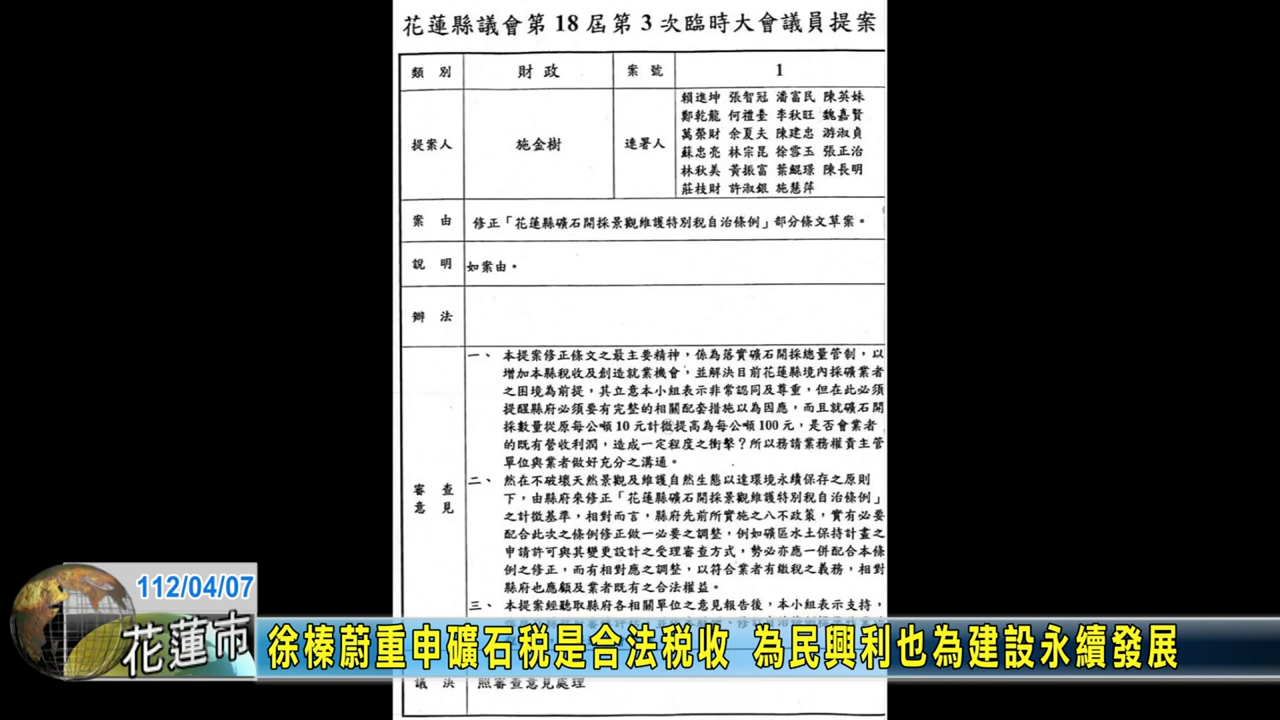 花蓮縣議會第18屆第3次臨時大會議員提案
類別 財政 案號 1
提案人 施金樹 連署人
賴進坤 張智冠 潘富民 陳英妹
鄭乾龍 何禮臺 李秋旺 魏嘉賢
萬榮財 余夏夫 陳建忠 游淑貞
蘇忠亮 林宗昆 徐雪玉 張正治
林秋美 黃振富 葉鯤璟 陳長明
莊枝財 許淑銀 施慧萍
案由 修正「花蓮縣礦石開採景觀維護特別稅自治條例」部分條文草案。
說明 如案由。
辦法
審查
意見
一、 本提案修正條文之最主要精神,係為落實礦石開採總量管制,以
增加本縣稅收及創造就業機會,並解決目前花蓮縣境內採礦業者
之困境為前提,其立意本小組表示非常認同及尊重,但在此必須
提醒縣府必須要有完整的相關配套措施以為因應,而且就礦石開
採數量從原每公噸10元計徵提高為每公噸100元,是否會業者
的既有營收利潤,造成一定程度之衝擊?所以務請業務權責主管
單位與業者做好充分之溝通。
二、 然在不破壞天然景觀及維護自然生態以達環境永續保存之原則
下,由縣府來修正「花蓮縣礦石開採景觀維護特別稅自治條例」
之計徵基準,相對而言,縣府先前所實施之八不政策,實有必要
配合此次之條例修正做一必要之調整,例如礦區水土保持計畫之
申請許可與其變更設計之受理審查方式,勢必亦應一併配合本條
例之修正,而有相對應之調整,以符合業者有繳稅之義務,相對
縣府也應顧及業者既有之合法權益。
三、 本提案經聽取縣府各相關單位之意見報告後,本小組表示支持,
議決 照審查意見處理
112/04/07
花蓮市
徐榛蔚重申礦石稅是合法稅收 為民興利也為建設永續發展